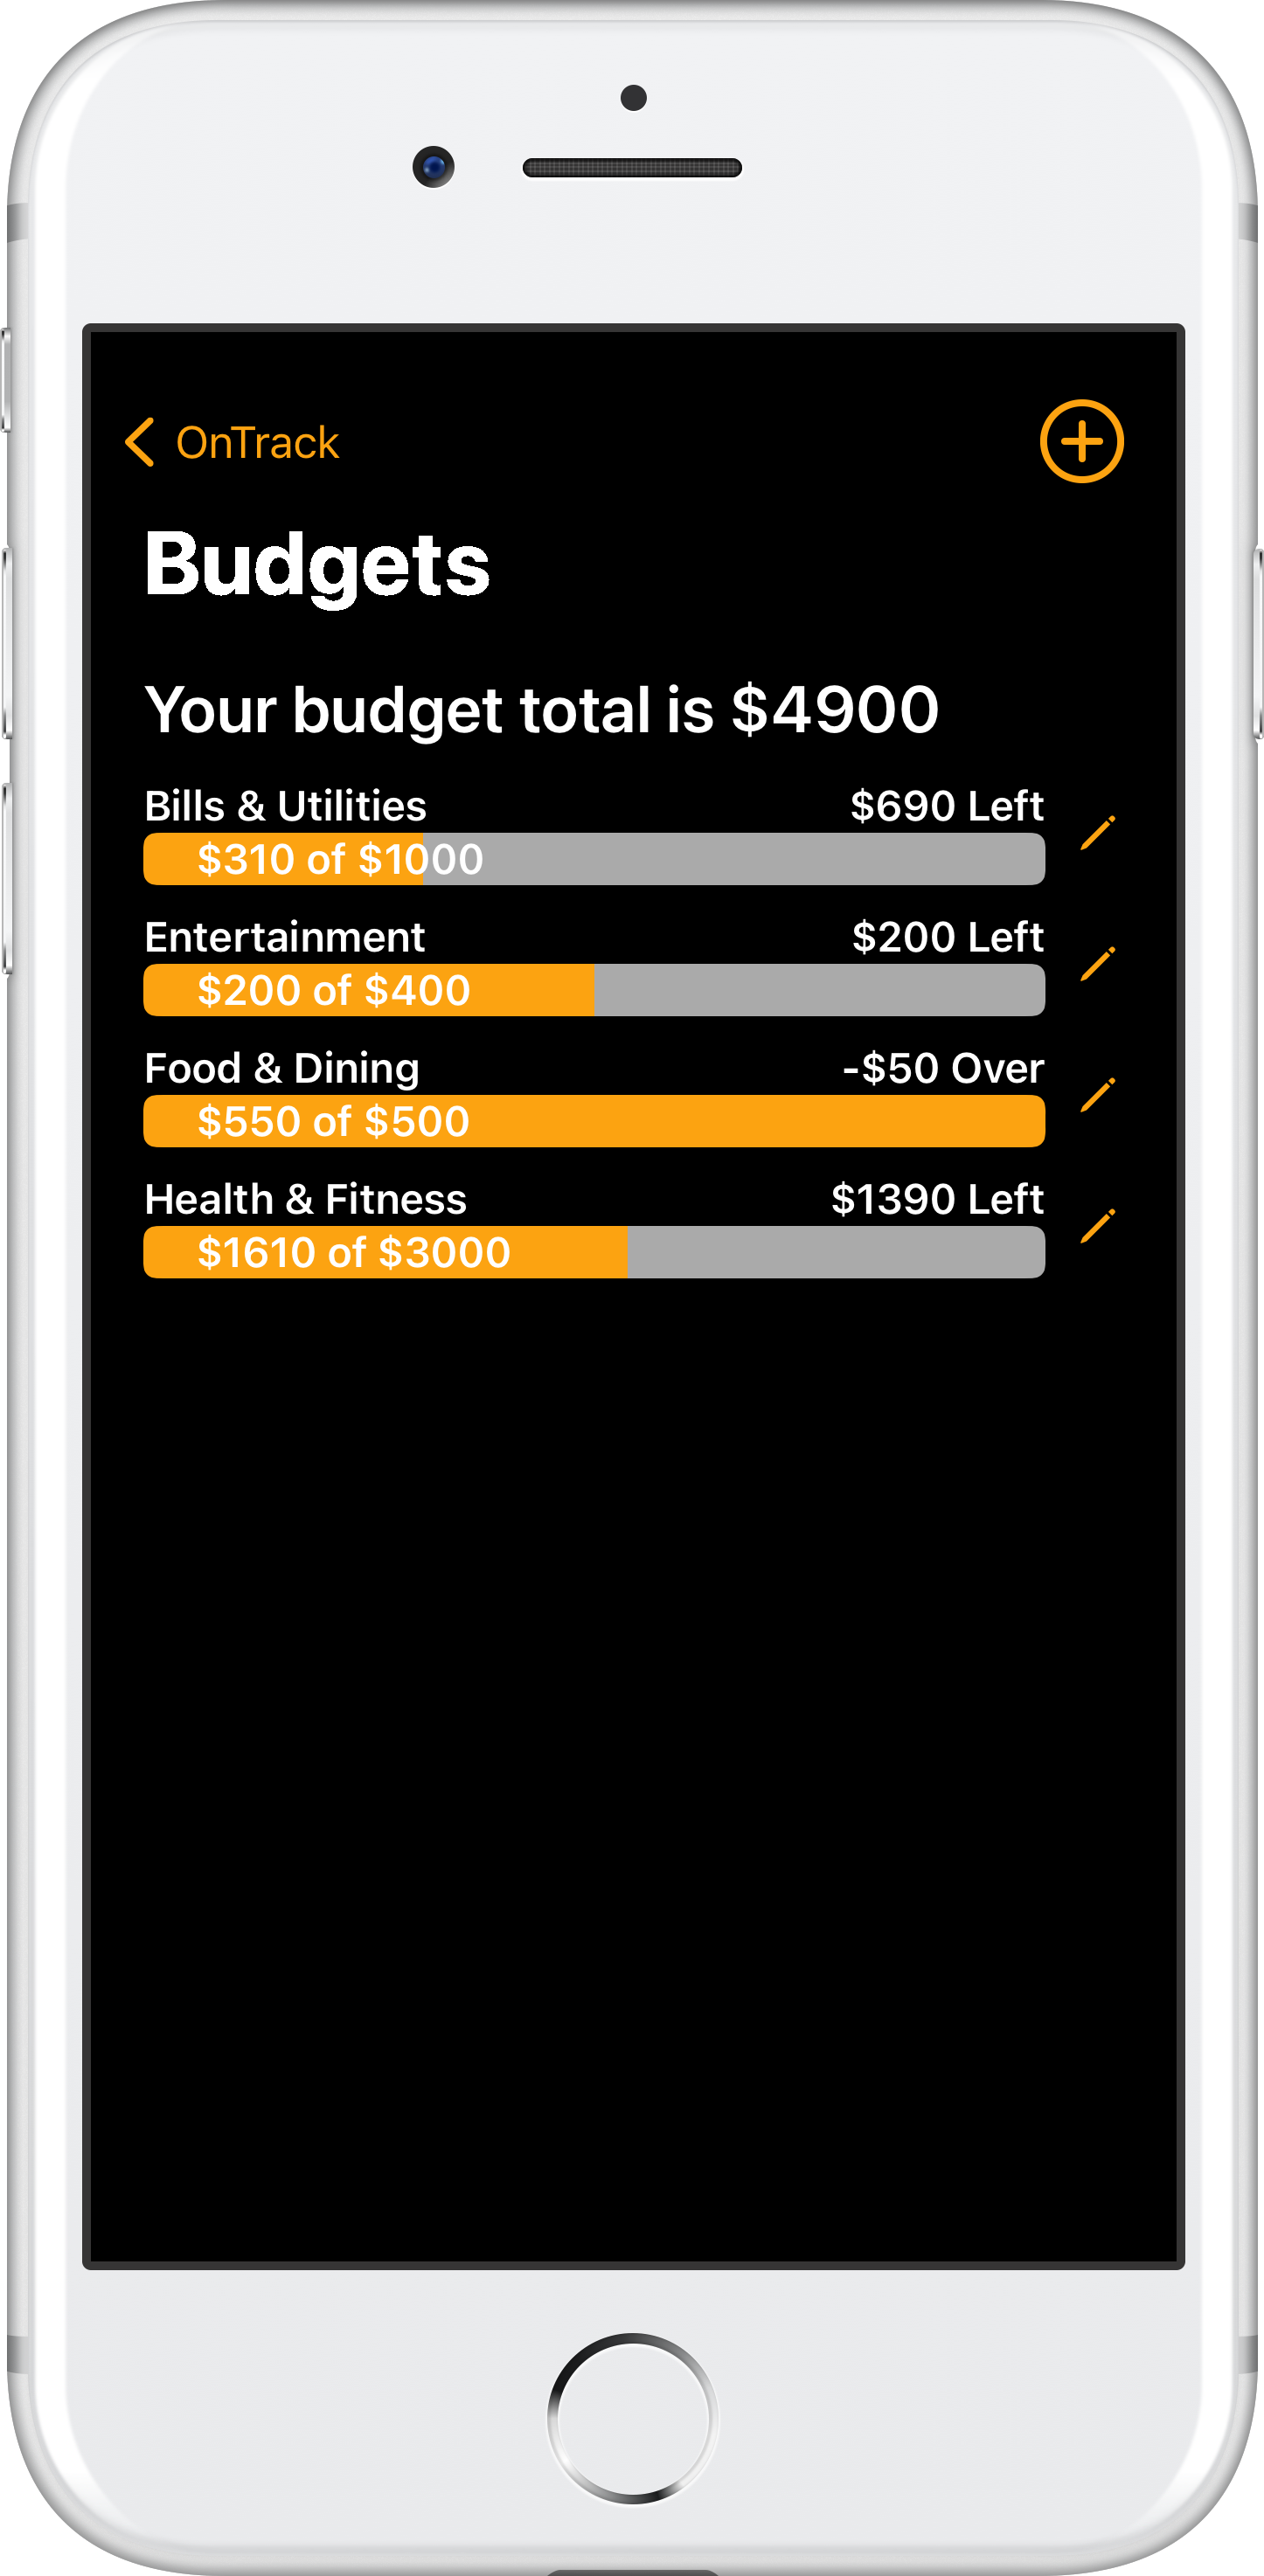 OnTrack
Budgets
Your budget total is $4900
Bills & Utilities $690 Left
$310 of $1000
Entertainment $200 Left
$200 of $400
Food & Dining -$50 Over
$550 of $500
Health & Fitness $1390 Left
$1610 of $3000